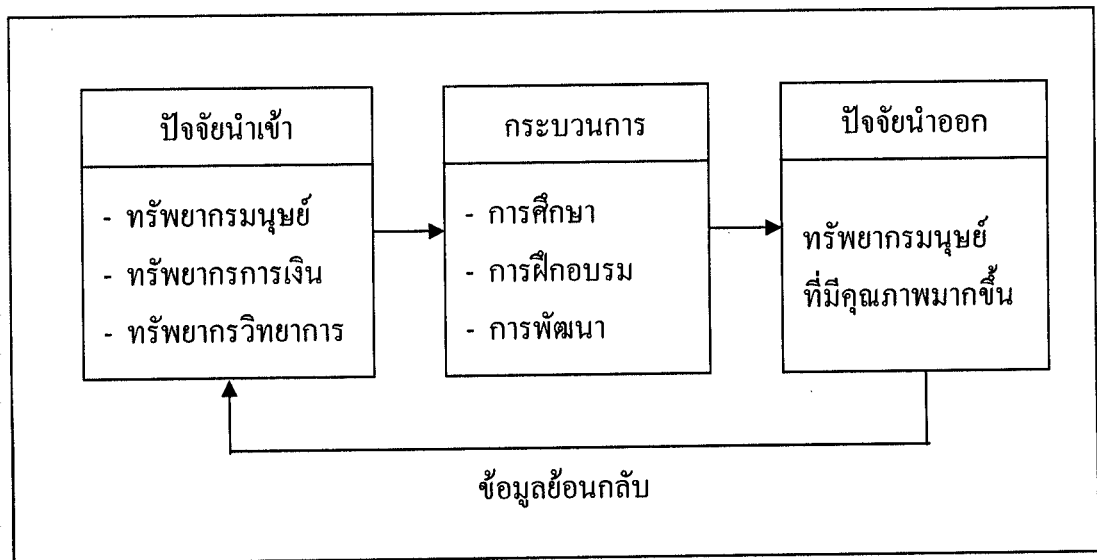 ปัจจัยนำเข้า
- ทรัพยากรมนุษย์
- ทรัพยากรการเงิน
- ทรัพยากรวิทยาการ
กระบวนการ
- การศึกษา
- การฝึกอบรม
- การพัฒนา
ปัจจัยนำออก
ทรัพยากรมนุษย์
ที่มีคุณภาพมากขึ้น
ข้อมูลย้อนกลับ